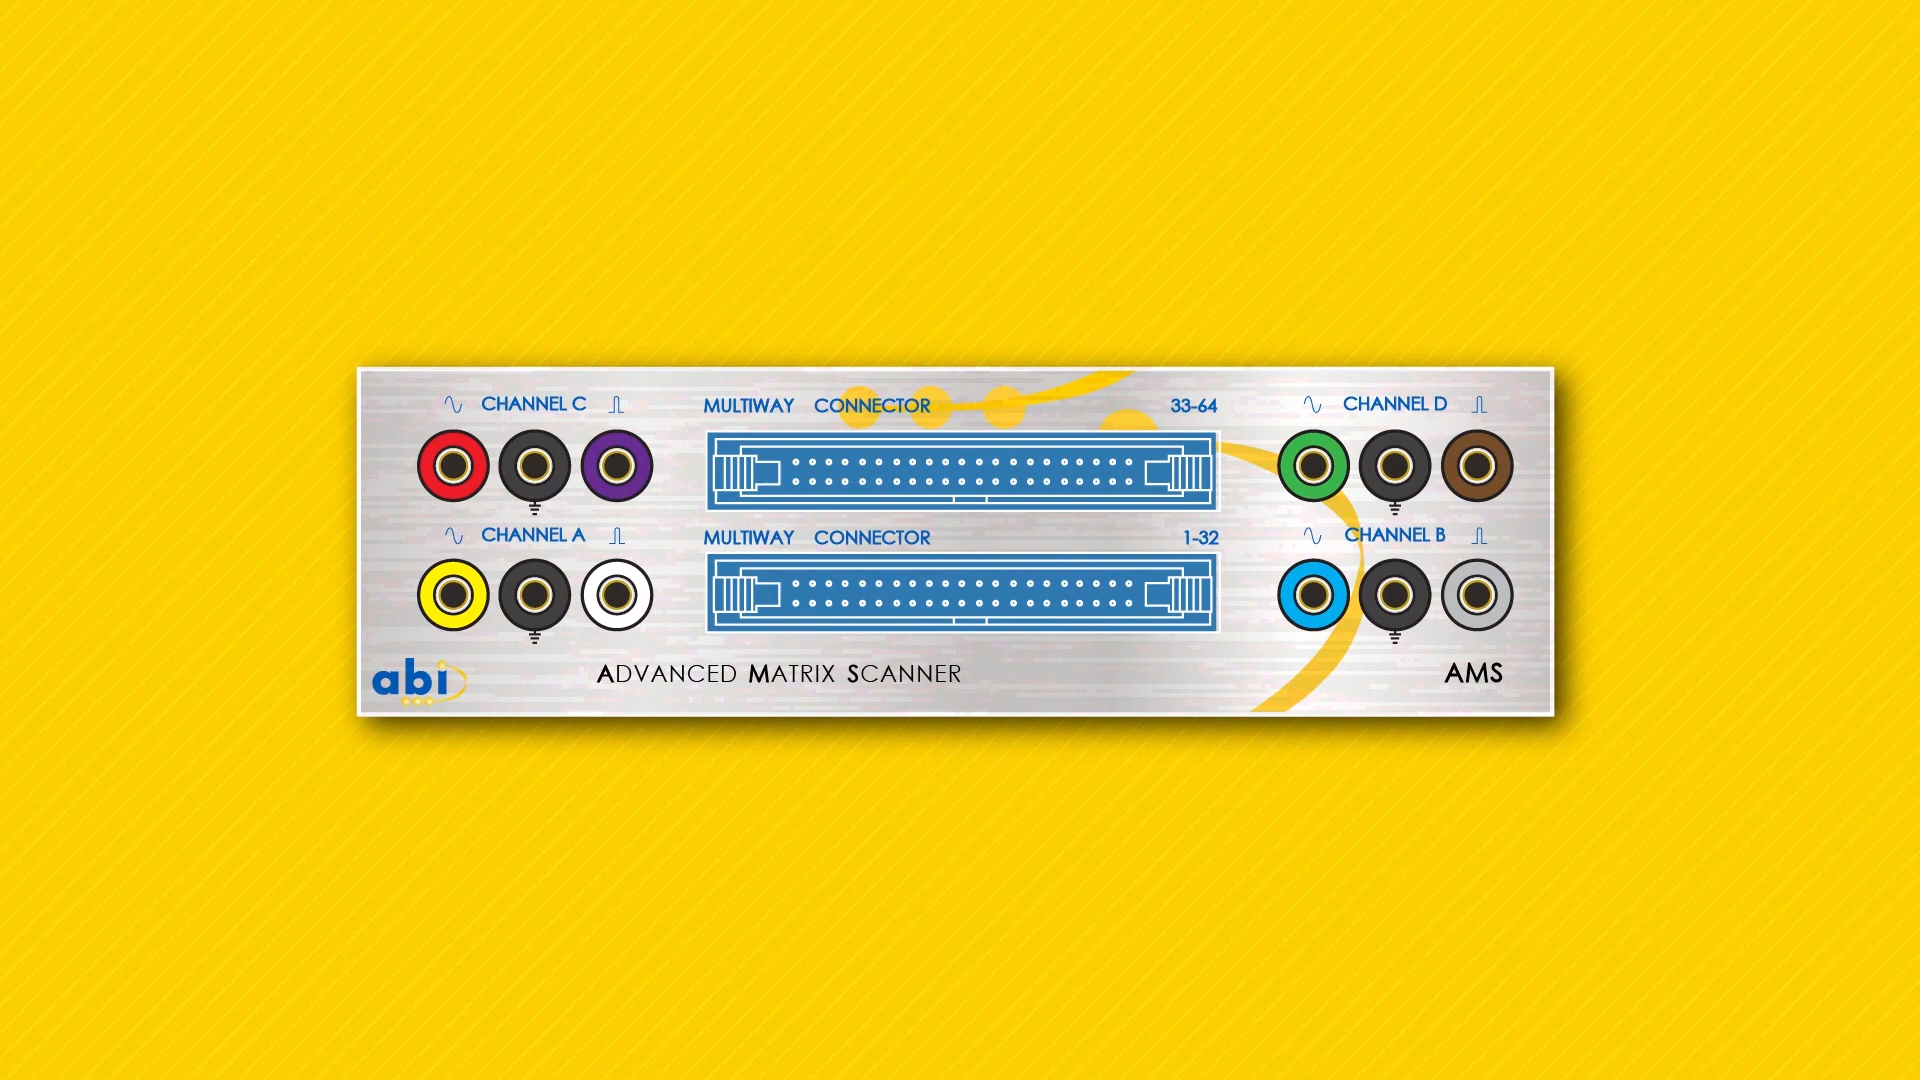 CHANNEL C
MULTIWAY CONNECTOR 33-64
CHANNEL D
CHANNEL A
MULTIWAY CONNECTOR 1-32
CHANNEL B
abi
ADVANCED MATRIX SCANNER
AMS